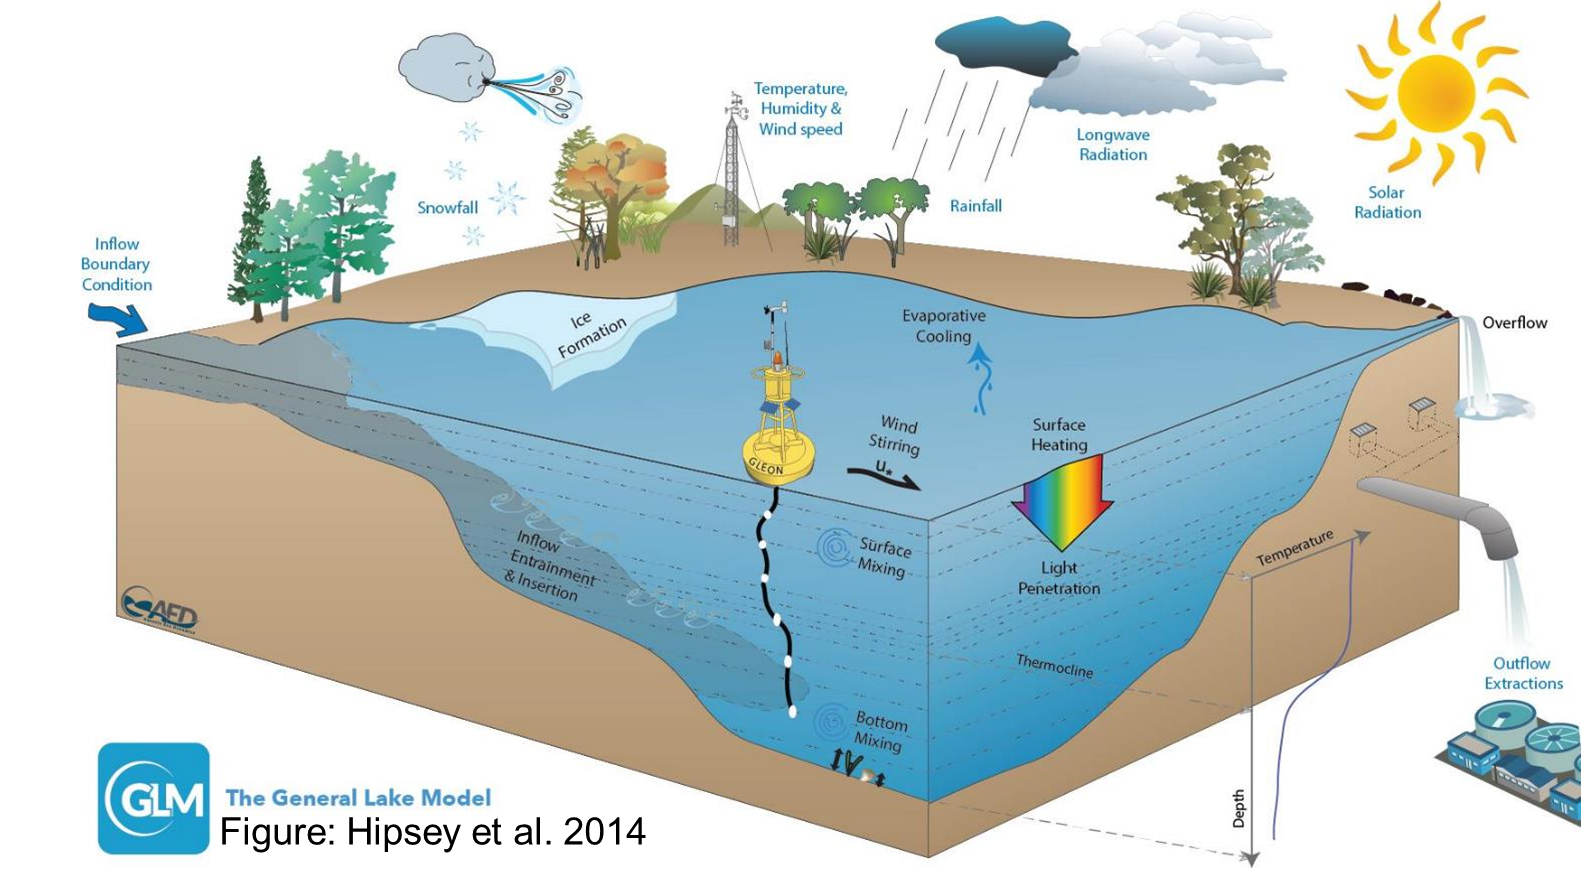 Temperature,
Humidity &
Wind speed
Longwave
Radiation
Solar
Radiation
Snowfall
Rainfall
Inflow
Boundary
Condition
Ice
Formation
Evaporative
Cooling
Overflow
Wind
Stirring
u*
Surface
Heating
GLEON
Surface
Mixing
Light
Penetration
Temperature
Inflow
Entrainment
& Insertion
Thermocline
Outflow
Extractions
Bottom
Mixing
Depth
AED
GLM
The General Lake Model
Figure: Hipsey et al. 2014